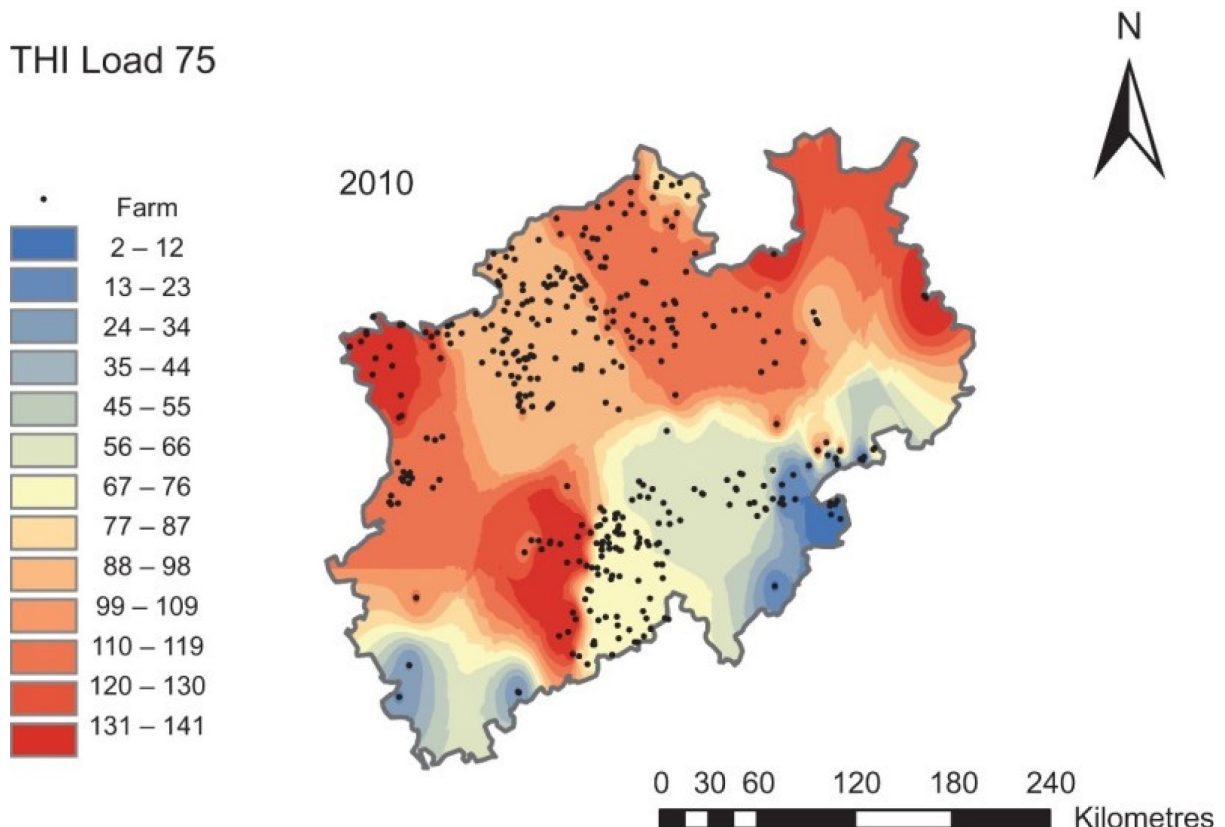 THI Load 75
N
2010
Farm
2 – 12
13 – 23
24 – 34
35 – 44
45 – 55
56 – 66
67 – 76
77 – 87
88 – 98
99 – 109
110 – 119
120 – 130
131 – 141
0 30 60 120 180 240
Kilometres